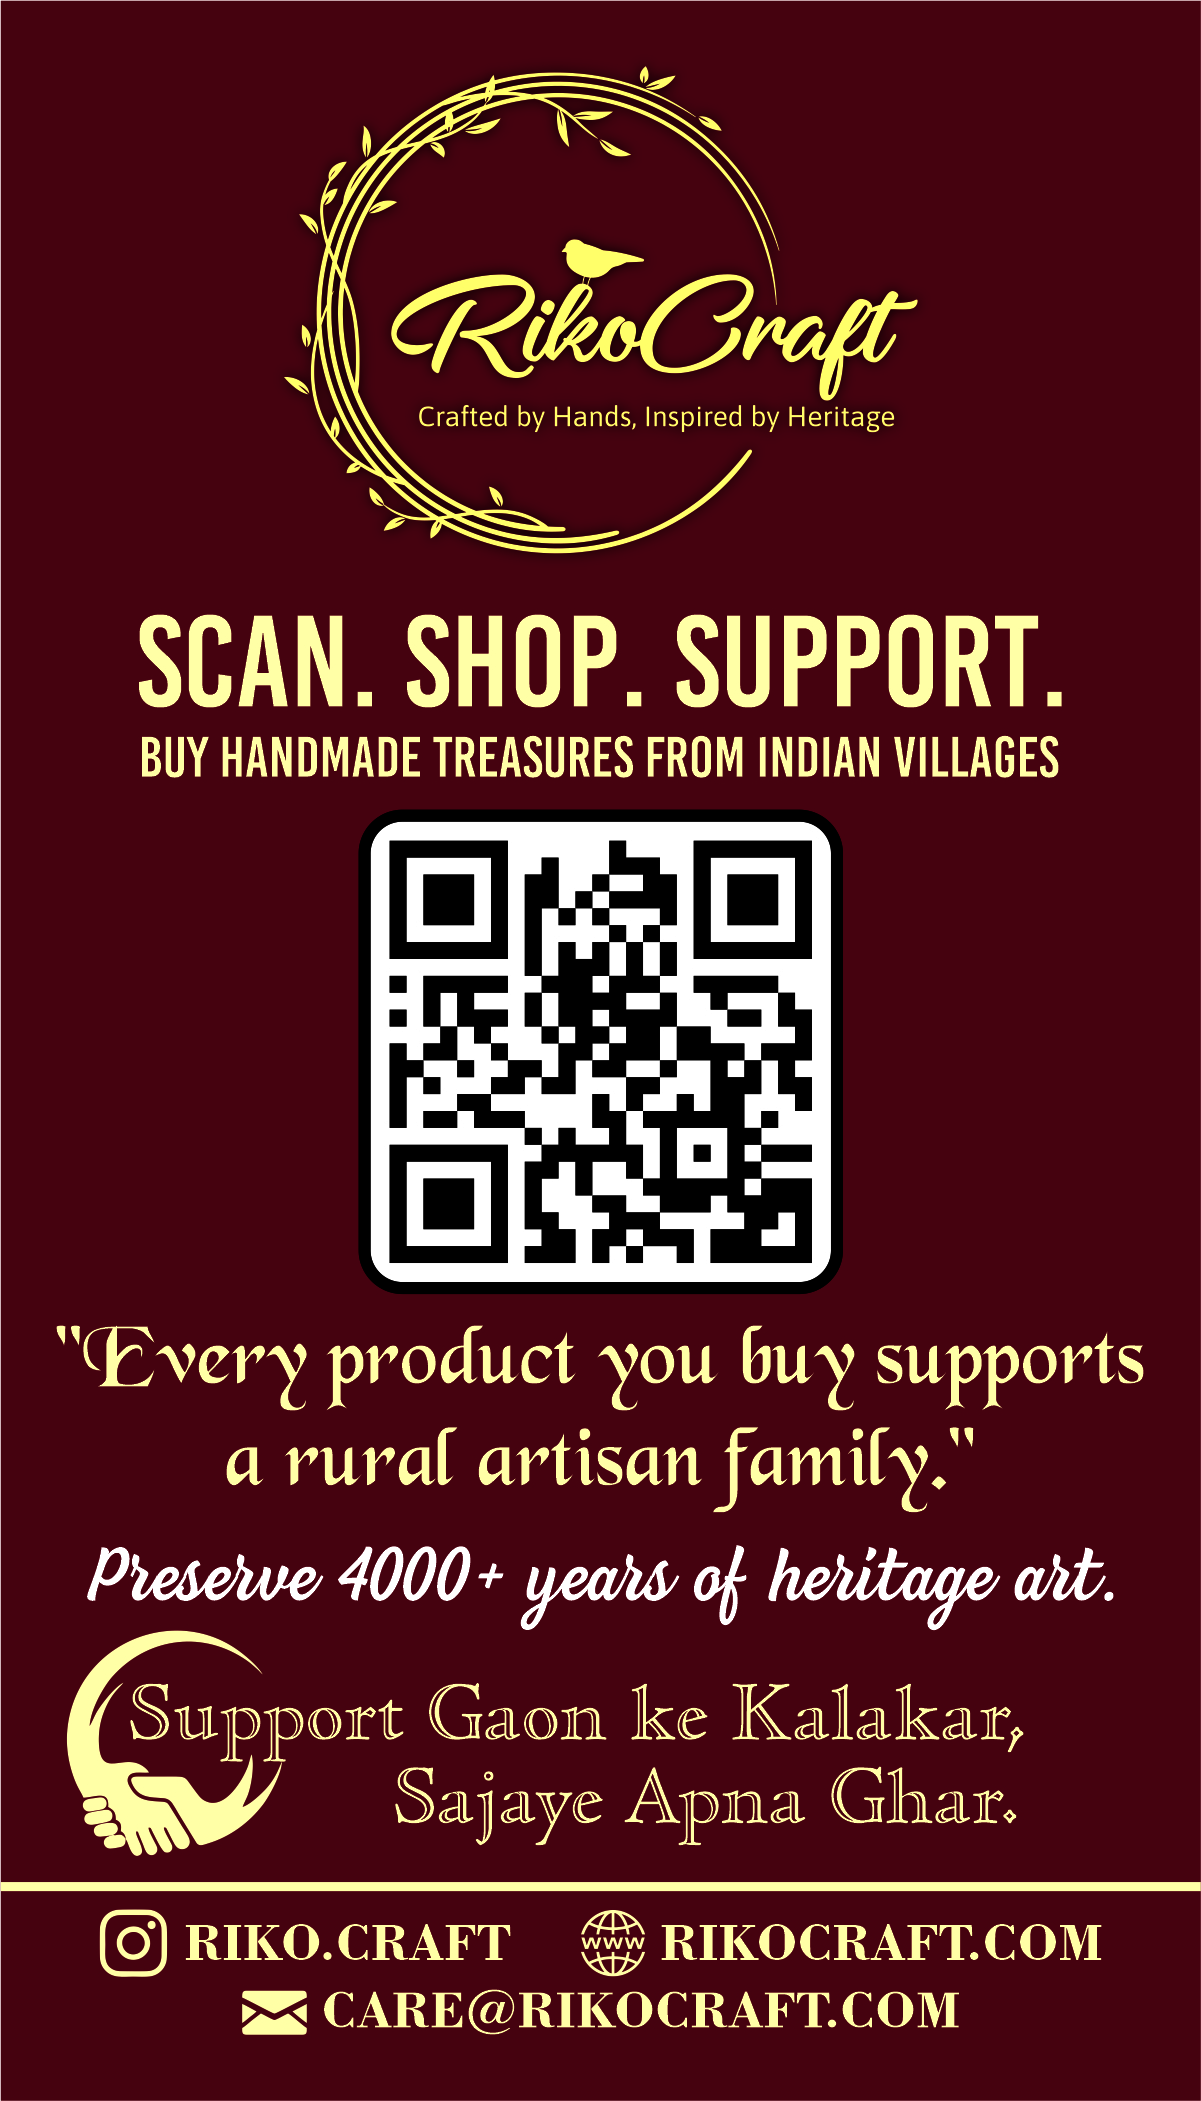 RikoCraft
Crafted by Hands, Inspired by Heritage
SCAN. SHOP. SUPPORT.
BUY HANDMADE TREASURES FROM INDIAN VILLAGES
"Every product you buy supports
a rural artisan family."
Preserve 4000+ years of heritage art.
Support Gaon ke Kalakar,
Sajaye Apna Ghar.
RIKO.CRAFT WWW RIKOCRAFT.COM
CARE@RIKOCRAFT.COM